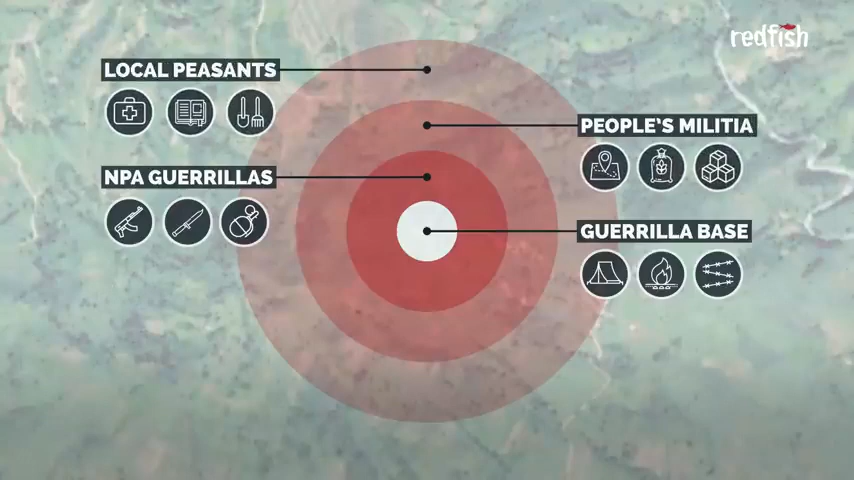 redfish
LOCAL PEASANTS
PEOPLE'S MILITIA
NPA GUERRILLAS
GUERRILLA BASE